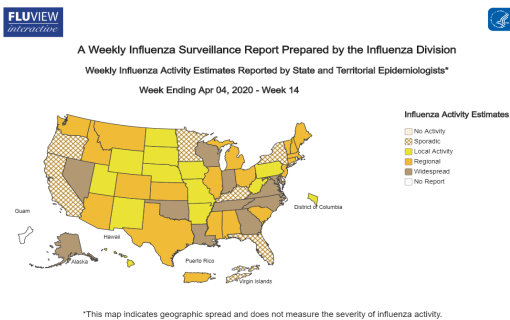 FLUVIEW
interactive
A Weekly Influenza Surveillance Report Prepared by the Influenza Division
Weekly Influenza Activity Estimates Reported by State and Territorial Epidemiologists*
Week Ending Apr 04, 2020 - Week 14
Influenza Activity Estimates
No Activity
Sporadic
Local Activity
Regional
Widespread
No Report
District of Columbia
Guam
Hawaii
Alaska
Puerto Rico
Virgin Islands
*This map indicates geographic spread and does not measure the severity of influenza activity.